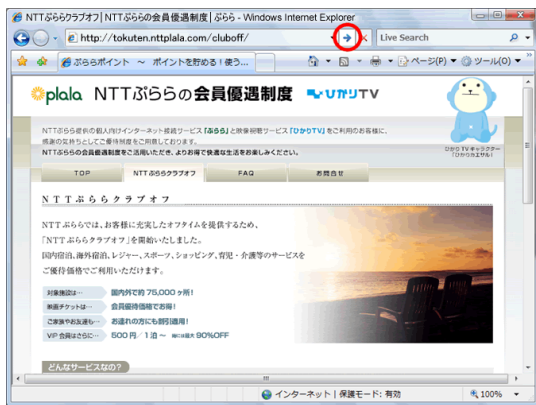 NTTぷららクラブオフ│NTTぷららの会員優遇制度│ぷらら - Windows Internet Explorer
http://tokuten.nttplala.com/cluboff/
Live Search
ぷららポイント ～ ポイントを貯める！使う...
ページ(P)
ツール(O)
plala NTTぷららの会員優遇制度 ひかりTV
NTTぷらら提供の個人向けインターネット接続サービス「ぷらら」と映像視聴サービス「ひかりTV」をご利用のお客様に、
感謝の気持ちとしてご優待制度をご用意しております。
NTTぷららの会員優遇制度をご活用いただき、よりお得で快適な生活をお楽しみください。
ひかりTVキャラクター
「ひかりカエサル」
TOP
NTTぷららクラブオフ
FAQ
お問合せ
NTTぷららクラブオフ
NTTぷららでは、お客様に充実したオフタイムを提供するため、
「NTTぷららクラブオフ」を開始いたしました。
国内宿泊、海外宿泊、レジャー、スポーツ、ショッピング、育児・介護等のサービスを
ご優待価格でご利用いただけます。
対象施設は… 国内外で約 75,000 ヶ所！
映画チケットは… 会員優待価格でお得！
ご家族やお友達も… お連れの方にも割引適用！
VIP 会員はさらに… 500 円／1 泊 ～ 最大 90%OFF
どんなサービスなの？
インターネット | 保護モード: 有効
100%